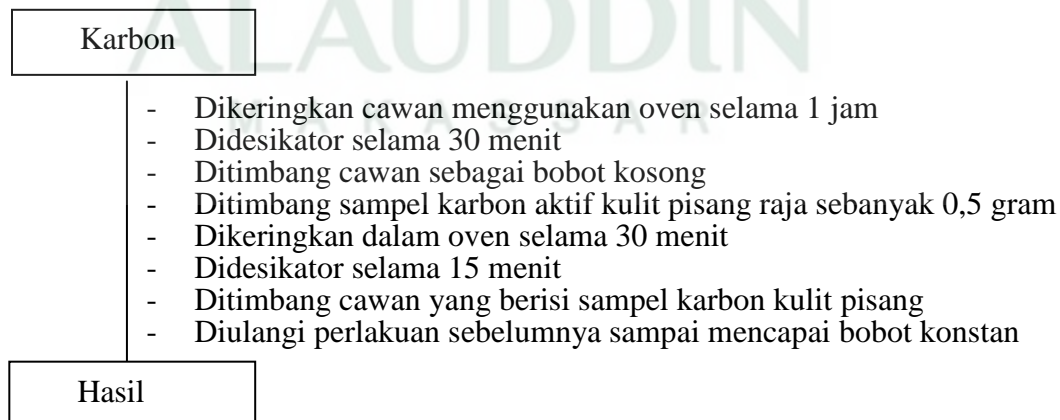 ALAUDDIN
Karbon
- Dikeringkan cawan menggunakan oven selama 1 jam
MAKASSAR
- Didesikator selama 30 menit
- Ditimbang cawan sebagai bobot kosong
- Ditimbang sampel karbon aktif kulit pisang raja sebanyak 0,5 gram
- Dikeringkan dalam oven selama 30 menit
- Didesikator selama 15 menit
- Ditimbang cawan yang berisi sampel karbon kulit pisang
- Diulangi perlakuan sebelumnya sampai mencapai bobot konstan
Hasil